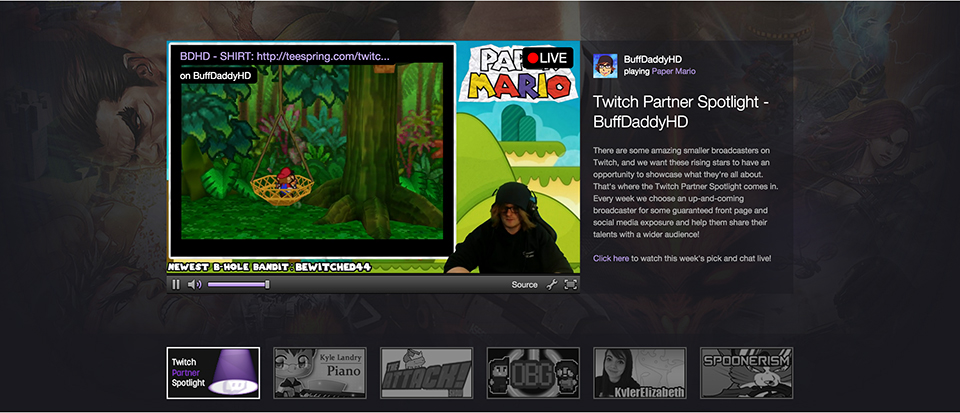 BDHD - SHIRT: http://teespring.com/twitc...
on BuffDaddyHD
LIVE
PAPER
MARIO
NEWEST B-HOLE BANDIT: BEWITCHED44
Source
BuffDaddyHD
playing Paper Mario
Twitch Partner Spotlight -
BuffDaddyHD
There are some amazing smaller broadcasters on
Twitch, and we want these rising stars to have an
opportunity to showcase what they're all about.
That's where the Twitch Partner Spotlight comes in.
Every week we choose an up-and-coming
broadcaster for some guaranteed front page and
social media exposure and help them share their
talents with a wider audience!
Click here to watch this week's pick and chat live!
Twitch
Partner
Spotlight
Kyle Landry
Piano
ATTACK!
OBG
KylerElizabeth
SPOONERISM